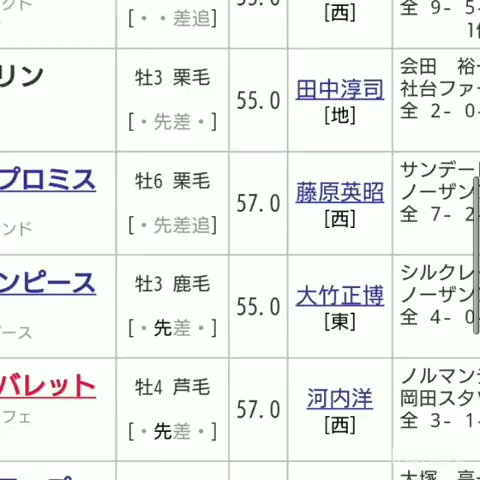 [・・差追]
[西]
全 9- 5-
リン
牡3 栗毛
[・先差・]
55.0
田中淳司
[地]
会田 裕一
社台ファー
全 2- 0-
プロミス
ンド
牡6 栗毛
[・先差追]
57.0
藤原英昭
[西]
サンデー
ノーザン
全 7- 2
ンピース
ース
牡3 鹿毛
[・先差・]
55.0
大竹正博
[東]
シルクレ
ノーザン
全 4- 0
バレット
フェ
牡4 芦毛
[・先差・]
57.0
河内洋
[西]
ノルマン
岡田スタ
全 3- 1-